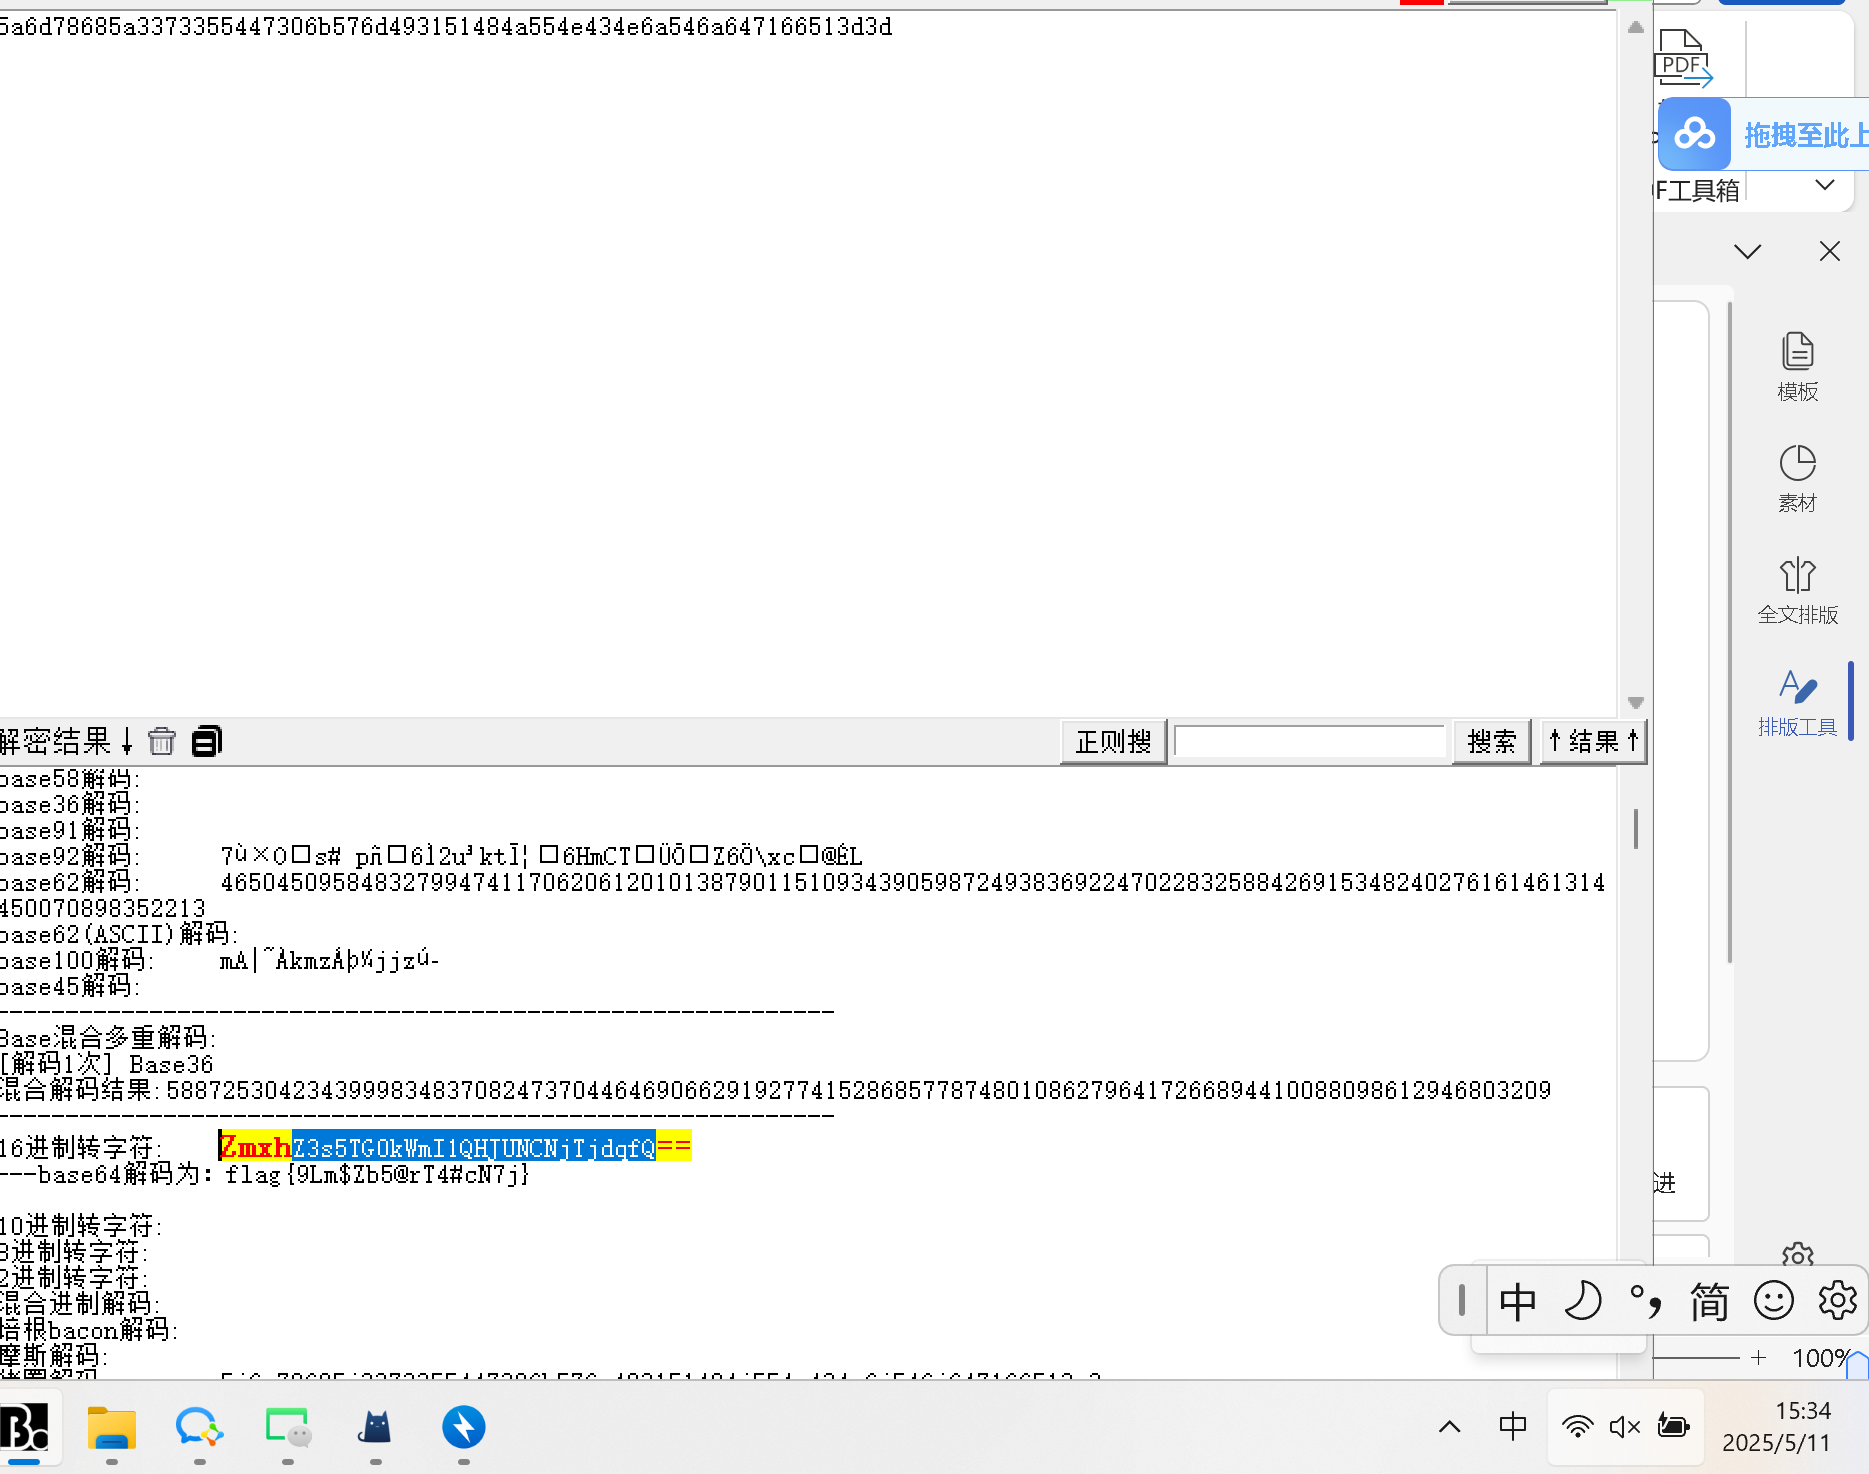 5a6d78685a3373355447306b576d493151484a554e434e6a546a647166513d3d
PDF
拖拽至此上
F工具箱
模板
素材
全文排版
排版工具
解密结果↓
正则搜
搜索
↑结果↑
base58解码:
base36解码:
base91解码:
base92解码: 7ù×O□s# pñ□6Ì2u³ktĪ¦□6HmCT□ÜŌ□Z6Ö\xc□@ÉL
base62解码: 46504509584832799474117062061201013879011510934390598724938369224702283258842691534824027616146131 4
450070898352213
base62(ASCII)解码:
base100解码: mA|~ÀkmzÁþ¼jjzú-
base45解码:
Base混合多重解码:
[解码1次] Base36
混合解码结果:58872530423439998348370824737044646906629192774152868577874801086279641726689441008809861294680 3209
16进制转字符: ZmxhZ3s5TG0kWmI1QHJUNCNjTjdqfQ==
---base64解码为: flag{9Lm$Zb5@rT4#cN7j}
10进制转字符:
8进制转字符:
2进制转字符:
混合进制解码:
培根bacon解码:
摩斯解码:
进
中
简
100%
中
15:34
2025/5/11